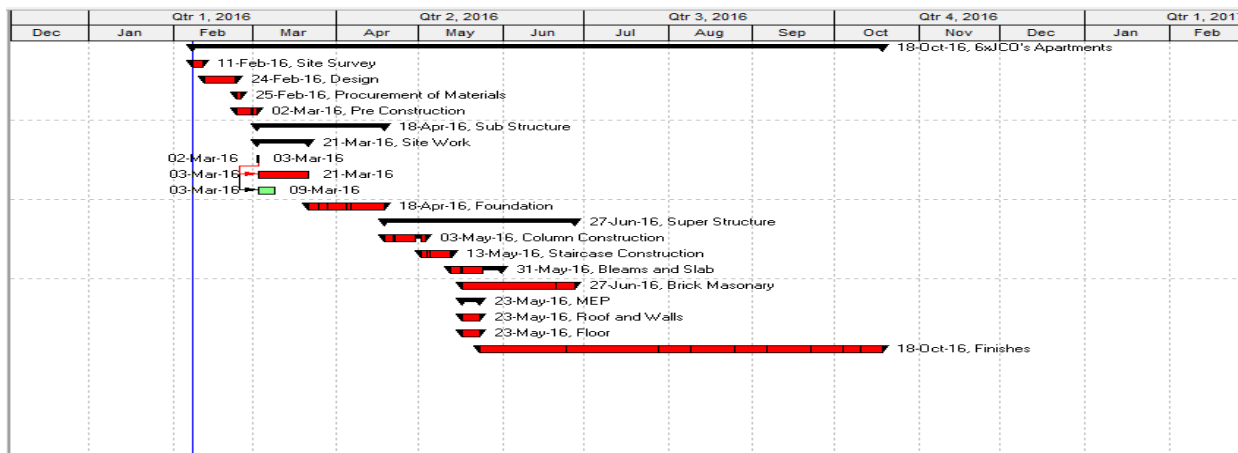 Qtr 1, 2016 Qtr 2, 2016 Qtr 3, 2016 Qtr 4, 2016 Qtr 1, 2017
Dec Jan Feb Mar Apr May Jun Jul Aug Sep Oct Nov Dec Jan Feb
18-Oct-16, 6xJCO's Apartments
11-Feb-16, Site Survey
24-Feb-16, Design
25-Feb-16, Procurement of Materials
02-Mar-16, Pre Construction
18-Apr-16, Sub Structure
21-Mar-16, Site Work
02-Mar-16 03-Mar-16
03-Mar-16 21-Mar-16
03-Mar-16 09-Mar-16
18-Apr-16, Foundation
27-Jun-16, Super Structure
03-May-16, Column Construction
13-May-16, Staircase Construction
31-May-16, Bleams and Slab
27-Jun-16, Brick Masonary
23-May-16, MEP
23-May-16, Roof and Walls
23-May-16, Floor
18-Oct-16, Finishes